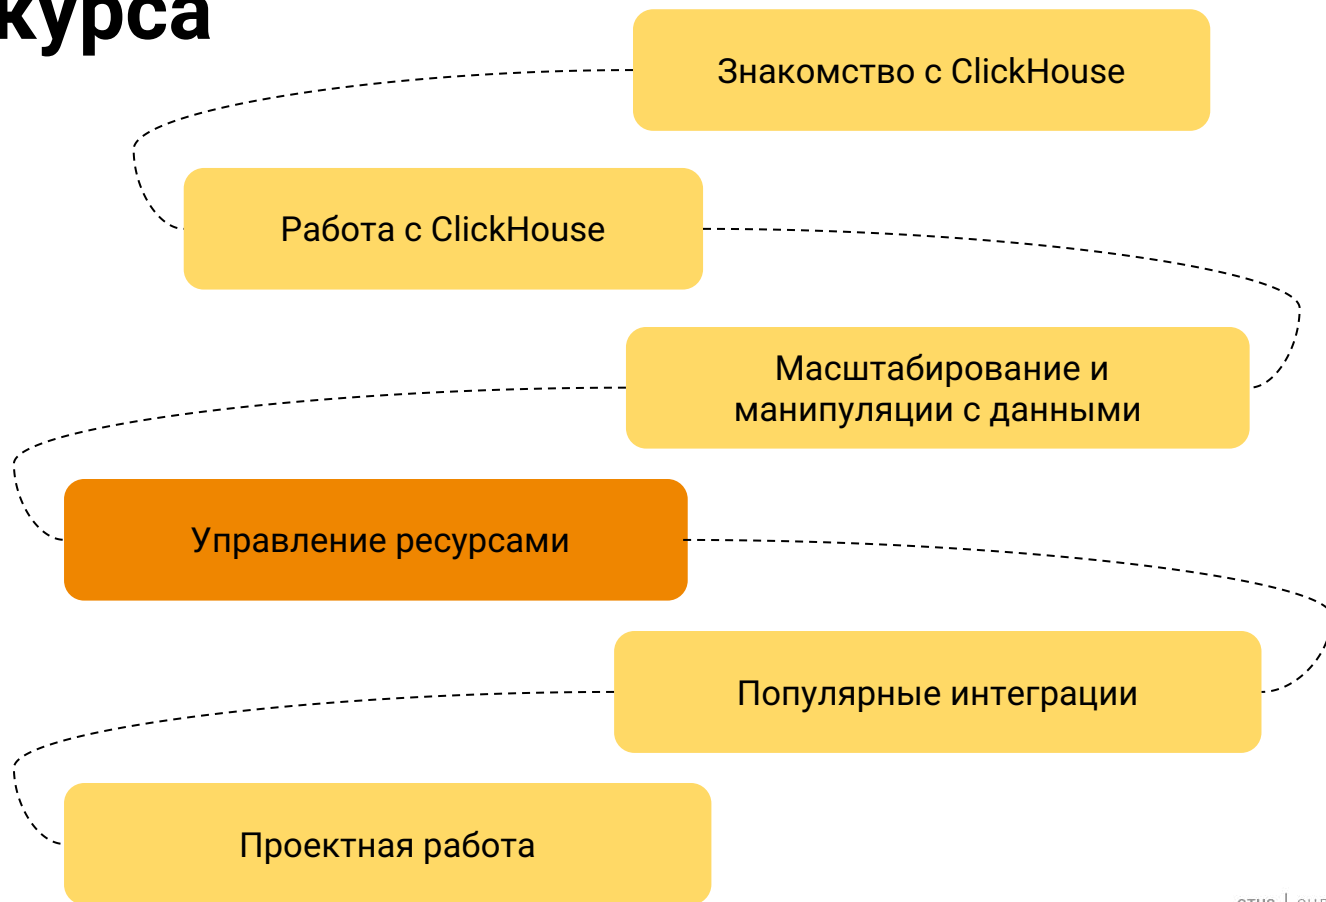 курса
Знакомство с ClickHouse
Работа с ClickHouse
Масштабирование и
манипуляции с данными
Управление ресурсами
Популярные интеграции
Проектная работа